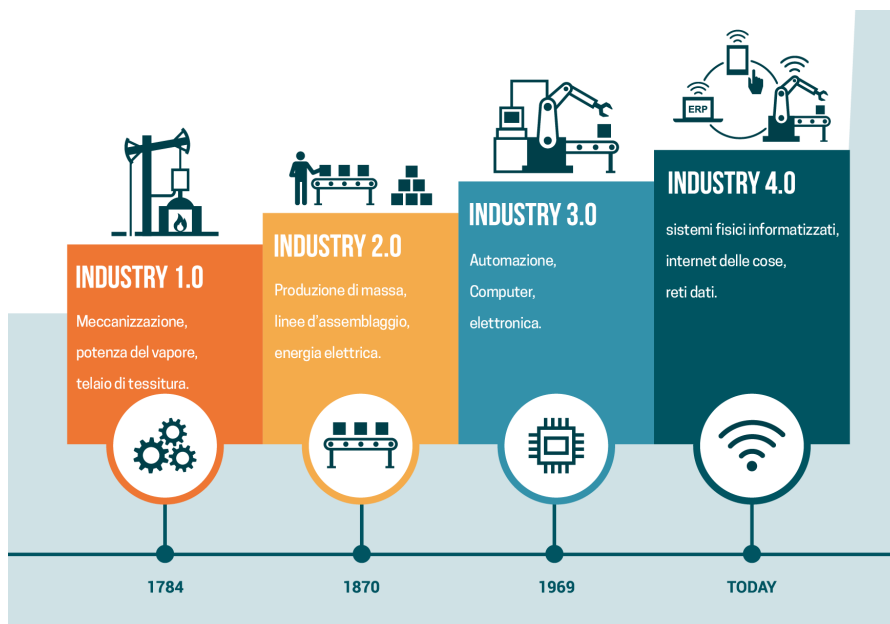 ERP
INDUSTRY 1.0
Meccanizzazione,
potenza del vapore,
telaio di tessitura.
INDUSTRY 2.0
Produzione di massa,
linee d'assemblaggio,
energia elettrica.
INDUSTRY 3.0
Automazione,
Computer,
elettronica.
INDUSTRY 4.0
sistemi fisici informatizzati,
internet delle cose,
reti dati.
1784
1870
1969
TODAY